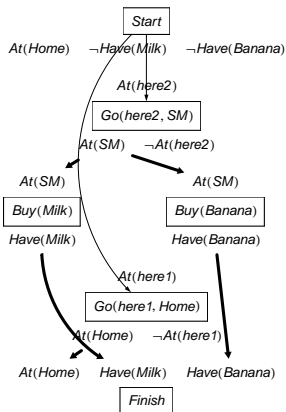 Start
At(Home) ¬Have(Milk) ¬Have(Banana)
At(here2)
Go(here2, SM)
At(SM) ¬At(here2)
At(SM) At(SM)
Buy(Milk) Buy(Banana)
Have(Milk) Have(Banana)
At(here1)
Go(here1, Home)
At(Home) ¬At(here1)
At(Home) Have(Milk) Have(Banana)
Finish